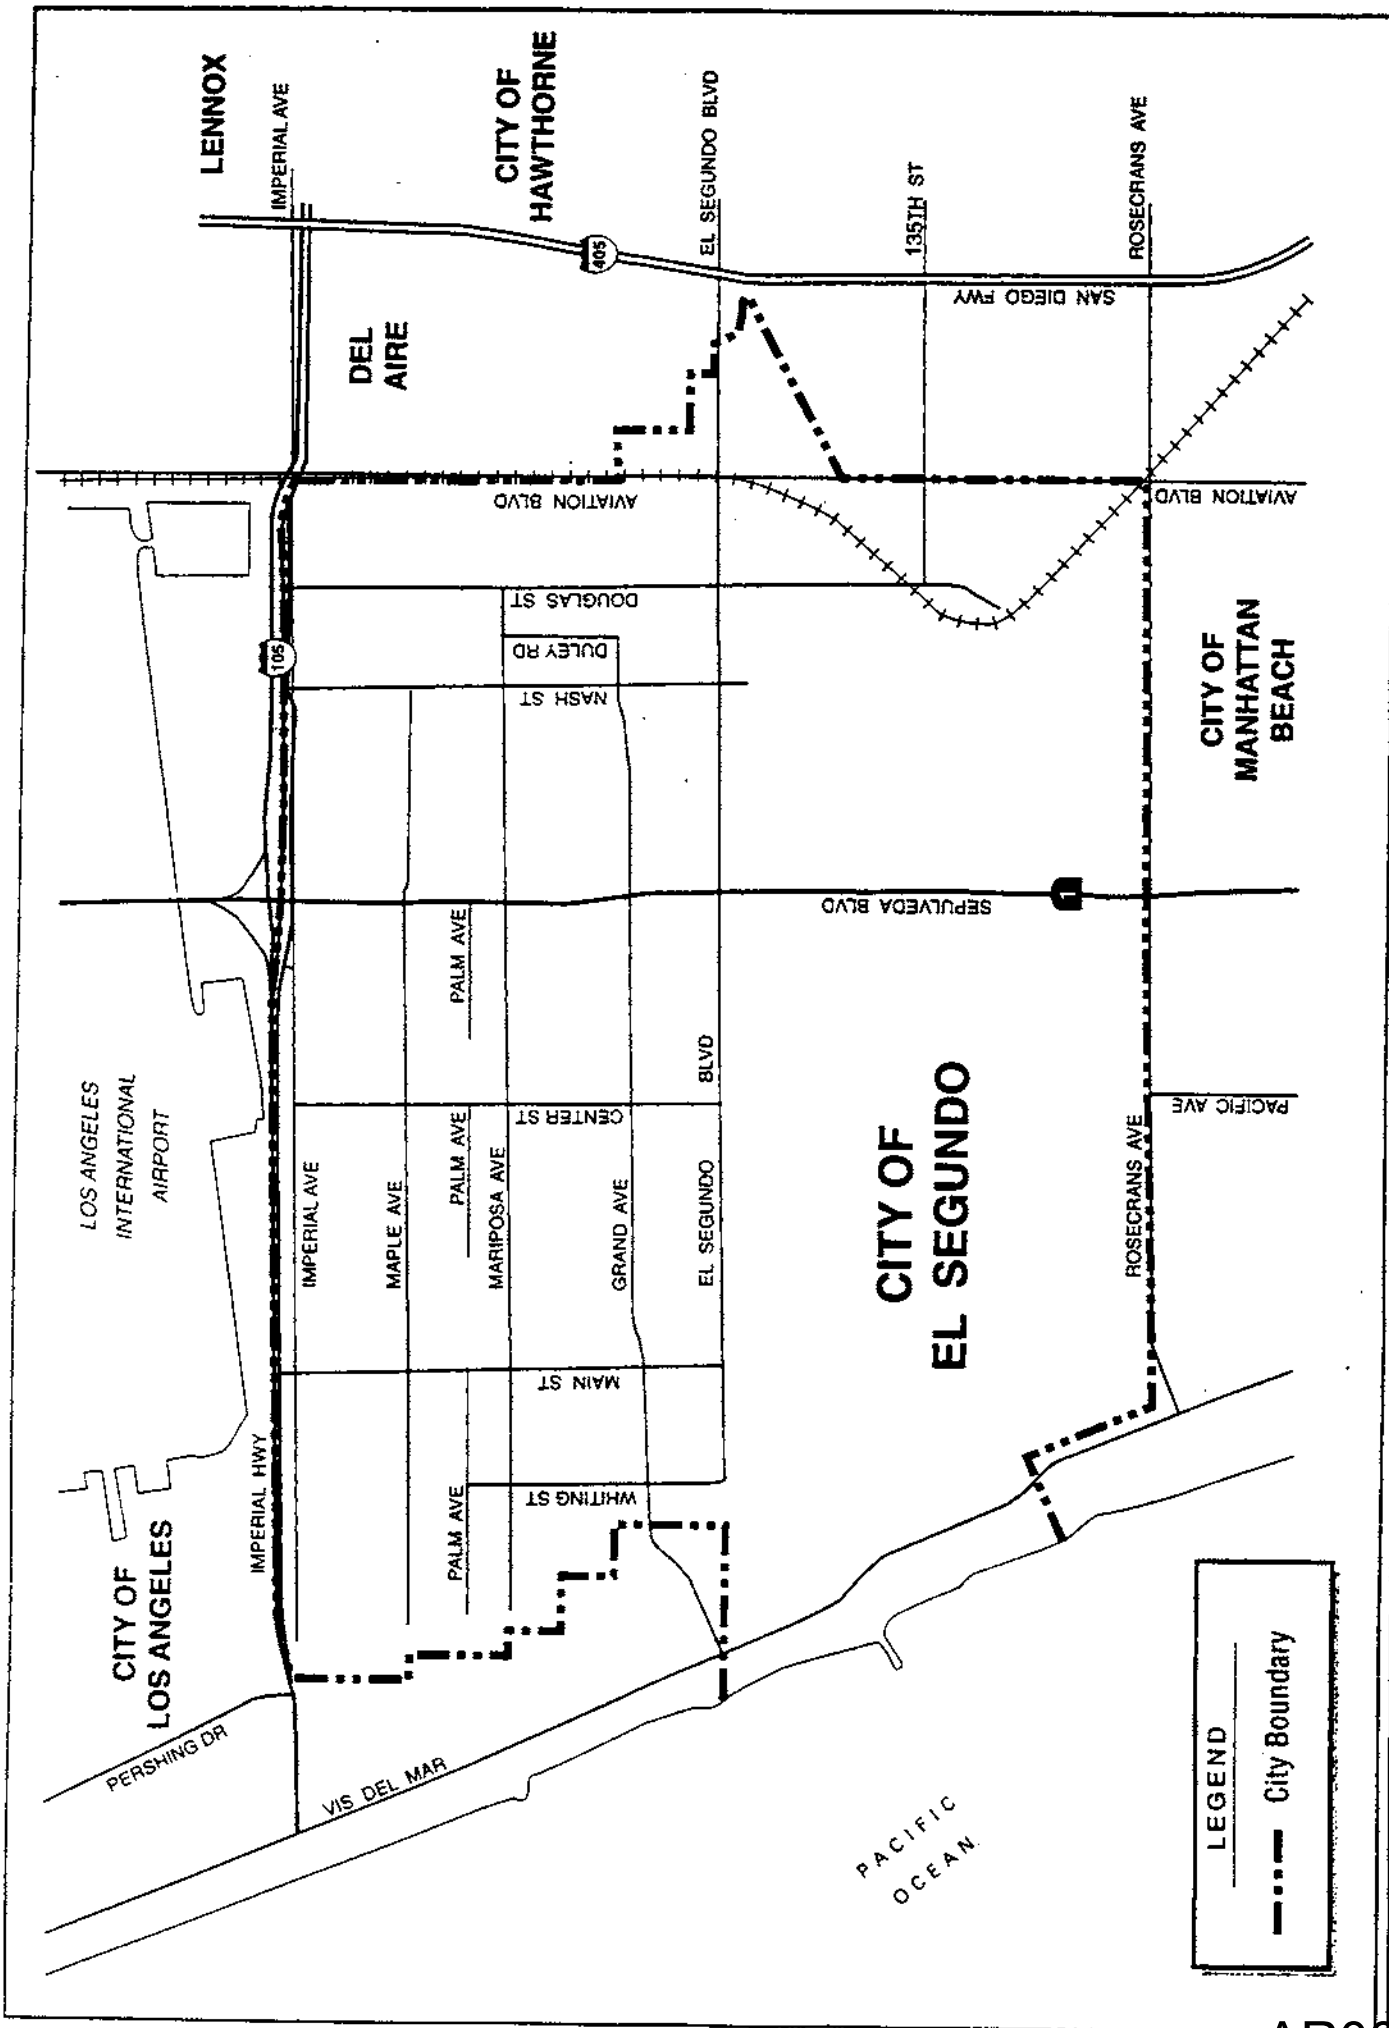 LENNOX
IMPERIAL AVE
CITY OF
HAWTHORNE
EL SEGUNDO BLVD
135TH ST
ROSECRANS AVE
405
SAN DIEGO FWY
DEL
AIRE
AVIATION BLVD
AVIATION BLVD
DOUGLAS ST
DULEY RD
NASH ST
105
CITY OF
MANHATTAN
BEACH
SEPULVEDA BLVD
1
PALM AVE
LOS ANGELES
INTERNATIONAL
AIRPORT
CENTER ST
BLVD
PACIFIC AVE
IMPERIAL AVE
MAPLE AVE
PALM AVE
MARIPOSA AVE
GRAND AVE
EL SEGUNDO
CITY OF
EL SEGUNDO
ROSECRANS AVE
MAIN ST
IMPERIAL HWY
PALM AVE
WHITING ST
CITY OF
LOS ANGELES
PERSHING DR
VIS DEL MAR
PACIFIC
OCEAN
LEGEND
City Boundary